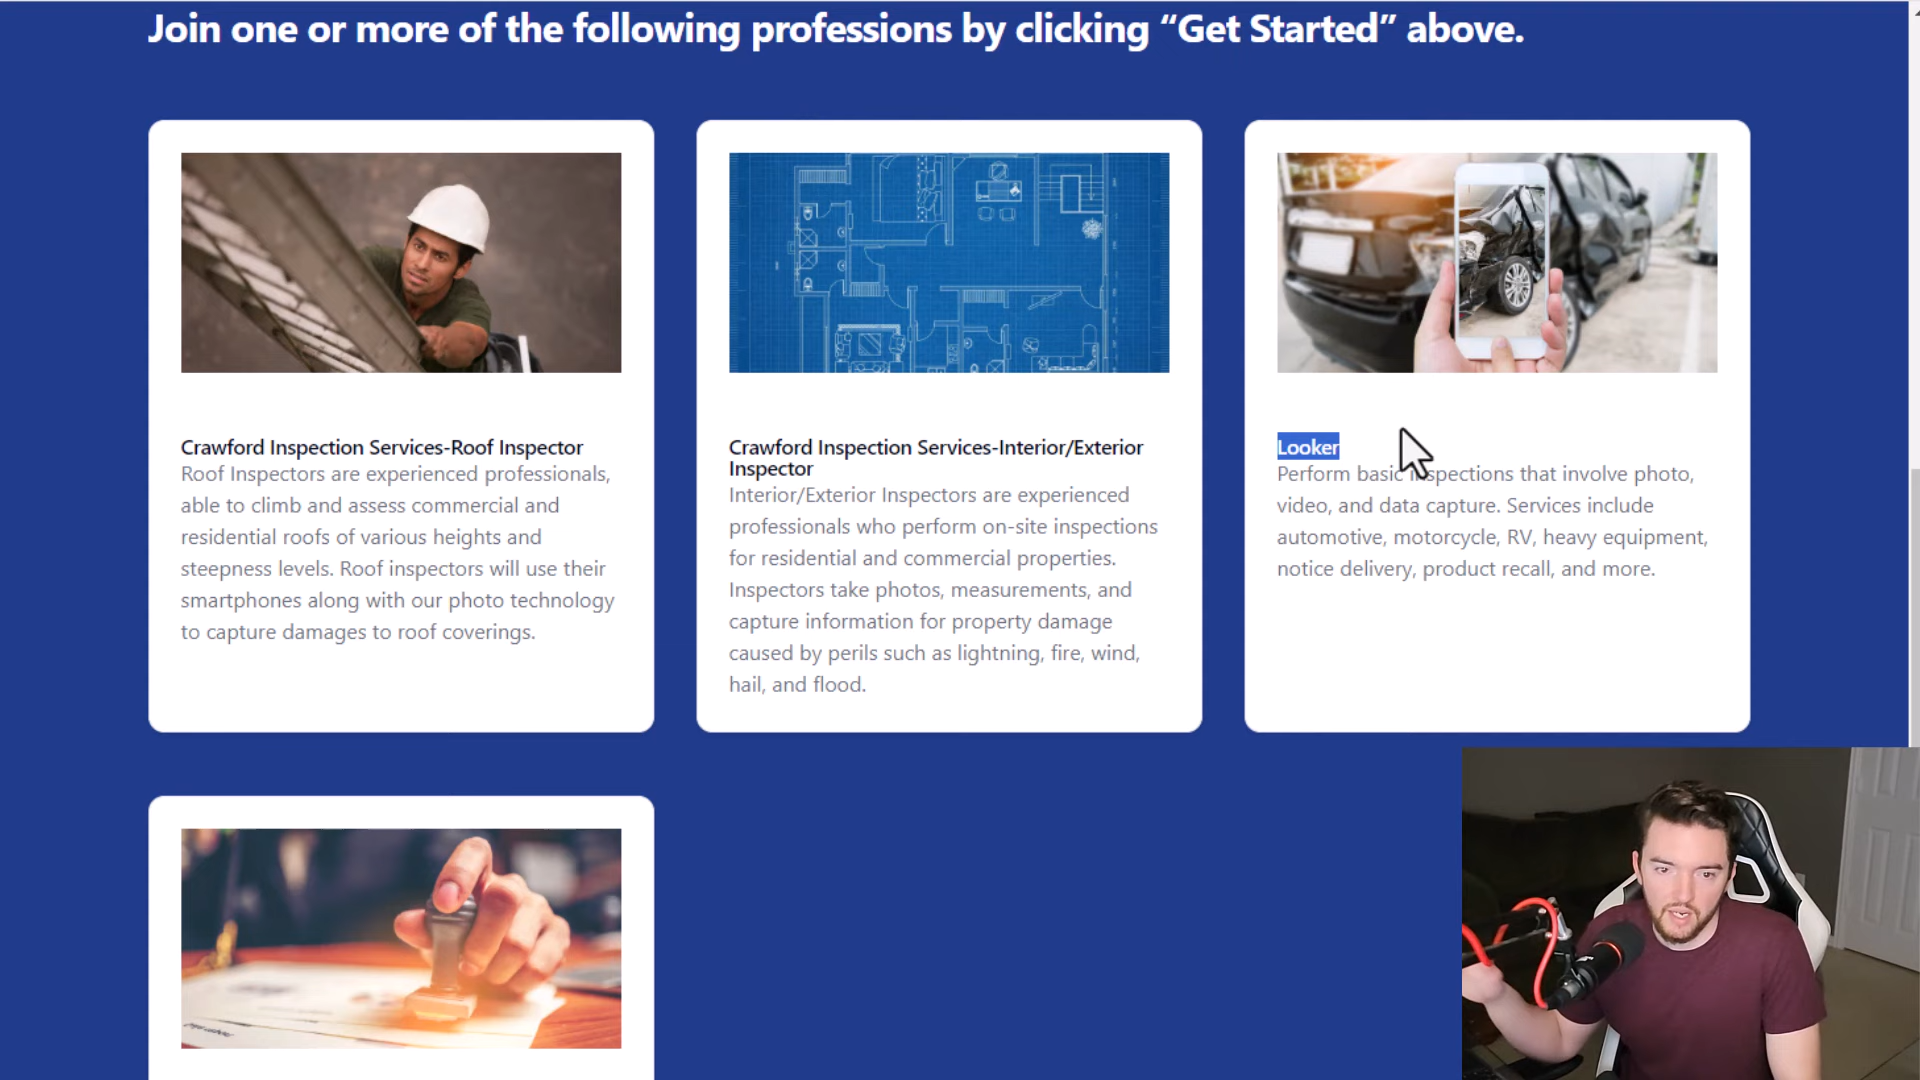 Join one or more of the following professions by clicking “Get Started” above.
Crawford Inspection Services-Roof Inspector
Roof Inspectors are experienced professionals,
able to climb and assess commercial and
residential roofs of various heights and
steepness levels. Roof inspectors will use their
smartphones along with our photo technology
to capture damages to roof coverings.
Crawford Inspection Services-Interior/Exterior
Inspector
Interior/Exterior Inspectors are experienced
professionals who perform on-site inspections
for residential and commercial properties.
Inspectors take photos, measurements, and
capture information for property damage
caused by perils such as lightning, fire, wind,
hail, and flood.
Looker
Perform basic inspections that involve photo,
video, and data capture. Services include
automotive, motorcycle, RV, heavy equipment,
notice delivery, product recall, and more.